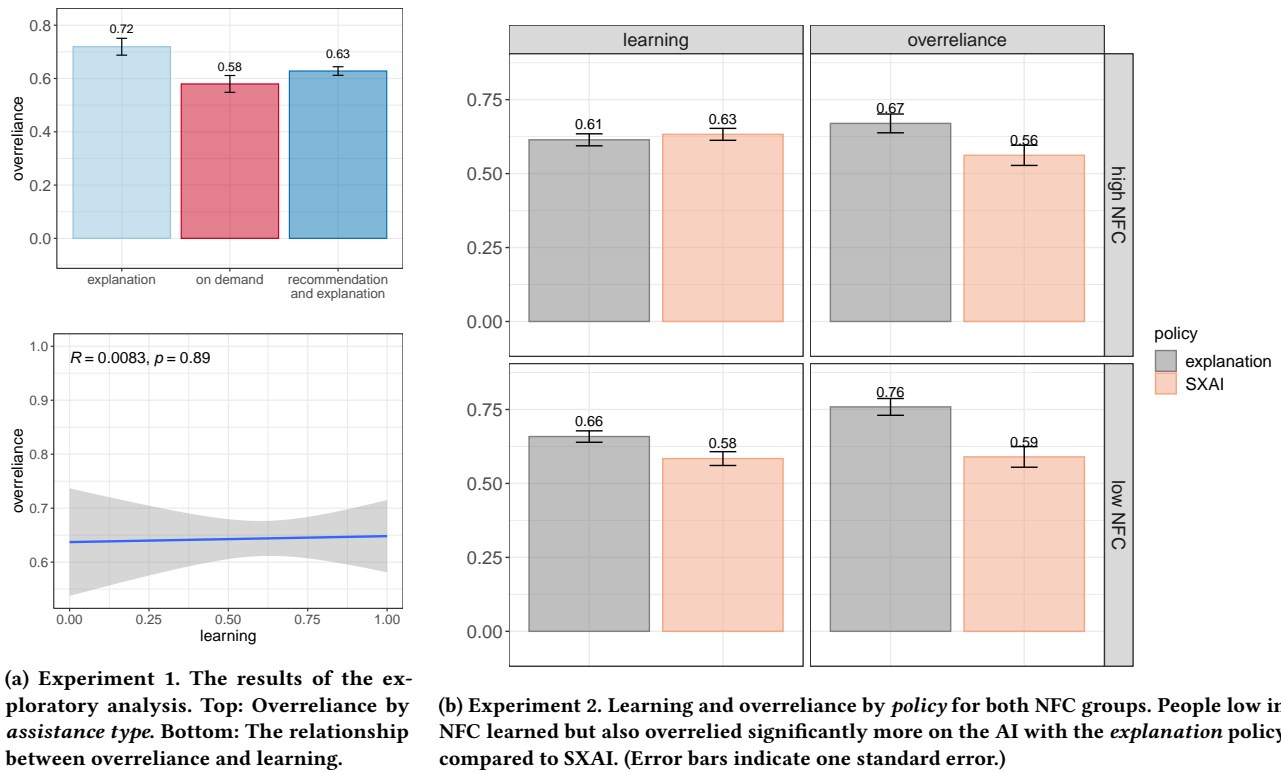 0.8
0.6
0.4
0.2
0.0
overreliance
0.72
0.58
0.63
explanation
on demand
recommendation
and explanation
R = 0.0083, p = 0.89
1.0
0.9
0.8
0.7
0.6
overreliance
0.00
0.25
0.50
0.75
1.00
learning
(a) Experiment 1. The results of the ex-
ploratory analysis. Top: Overreliance by
assistance type. Bottom: The relationship
between overreliance and learning.
learning
overreliance
0.75
0.50
0.25
0.00
0.61
0.63
0.67
0.56
high NFC
0.75
0.50
0.25
0.00
0.66
0.58
0.76
0.59
low NFC
policy
explanation
SXAI
(b) Experiment 2. Learning and overreliance by policy for both NFC groups. People low in
NFC learned but also overrelied significantly more on the AI with the explanation policy
compared to SXAI. (Error bars indicate one standard error.)